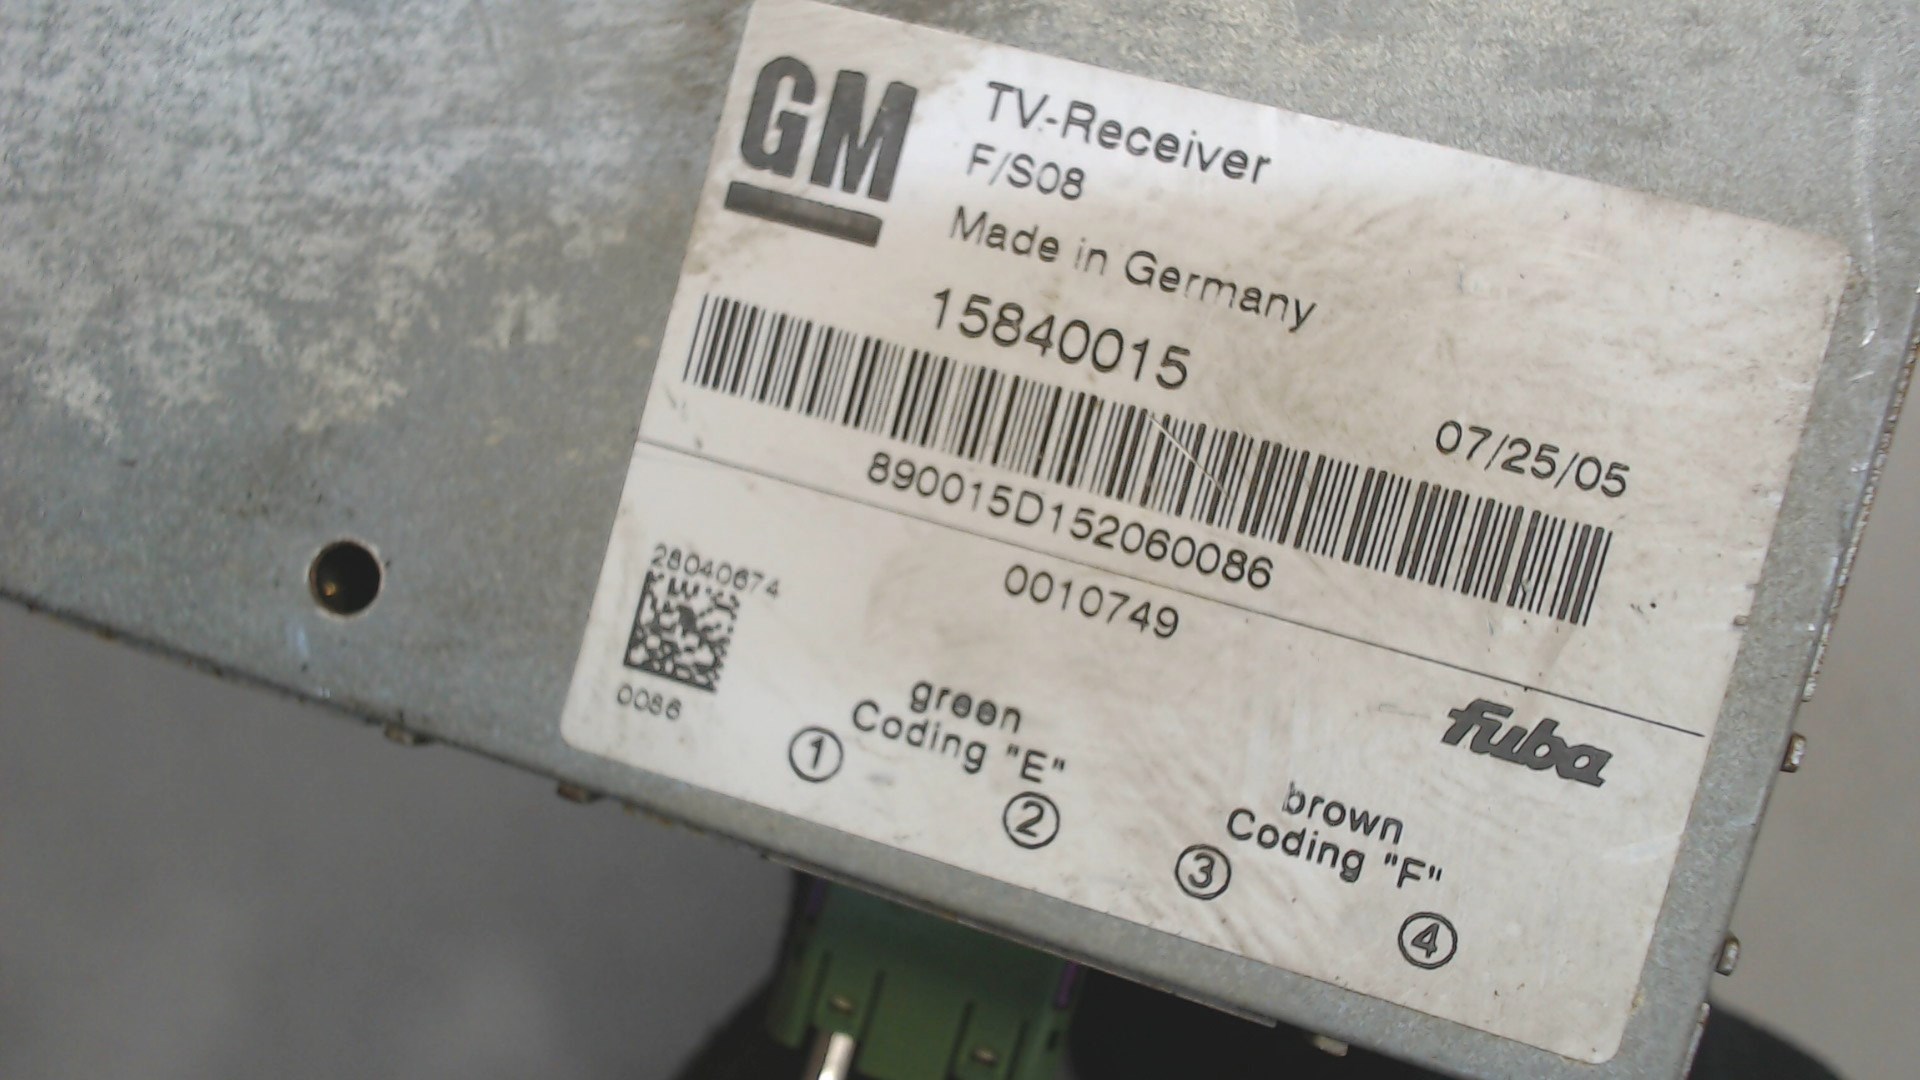 GM
TV-Receiver
F/S08
Made in Germany
15840015
07/25/05
890015D152060086
28040674
0010749
0086
fuba
green
Coding "E"
1
2
brown
Coding "F"
3
4